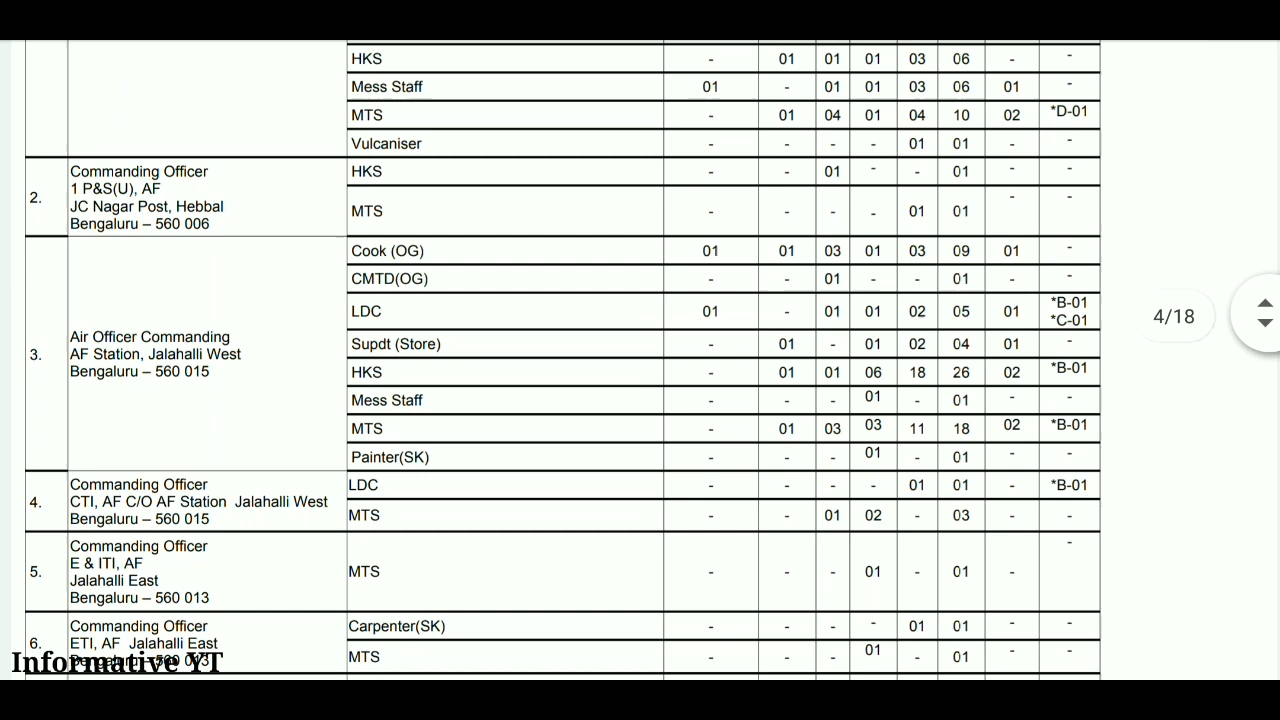 HKS - 01 01 01 03 06 - -
Mess Staff 01 - 01 01 03 06 01 -
MTS - 01 04 01 04 10 02 *D-01
Vulcaniser - - - - 01 01 - -
2.
Commanding Officer
1 P&S(U), AF
JC Nagar Post, Hebbal
Bengaluru – 560 006
HKS - - 01 - - 01 - -
MTS - - - - 01 01 - -
3.
Air Officer Commanding
AF Station, Jalahalli West
Bengaluru – 560 015
Cook (OG) 01 01 03 01 03 09 01 -
CMTD(OG) - - 01 - - 01 - -
LDC 01 - 01 01 02 05 01 *B-01
*C-01
Supdt (Store) - 01 - 01 02 04 01 -
HKS - 01 01 06 18 26 02 *B-01
Mess Staff - - - 01 - 01 - -
MTS - 01 03 03 11 18 02 *B-01
Painter(SK) - - - 01 - 01 - -
4.
Commanding Officer
CTI, AF C/O AF Station Jalahalli West
Bengaluru – 560 015
LDC - - - - 01 01 - *B-01
MTS - - 01 02 - 03 - -
5.
Commanding Officer
E & ITI, AF
Jalahalli East
Bengaluru – 560 013
MTS - - - 01 - 01 - -
6.
Commanding Officer
ETI, AF Jalahalli East
Bengaluru – 560 013
Carpenter(SK) - - - - 01 01 - -
MTS - - - 01 - 01 - -
4/18
Informative YT